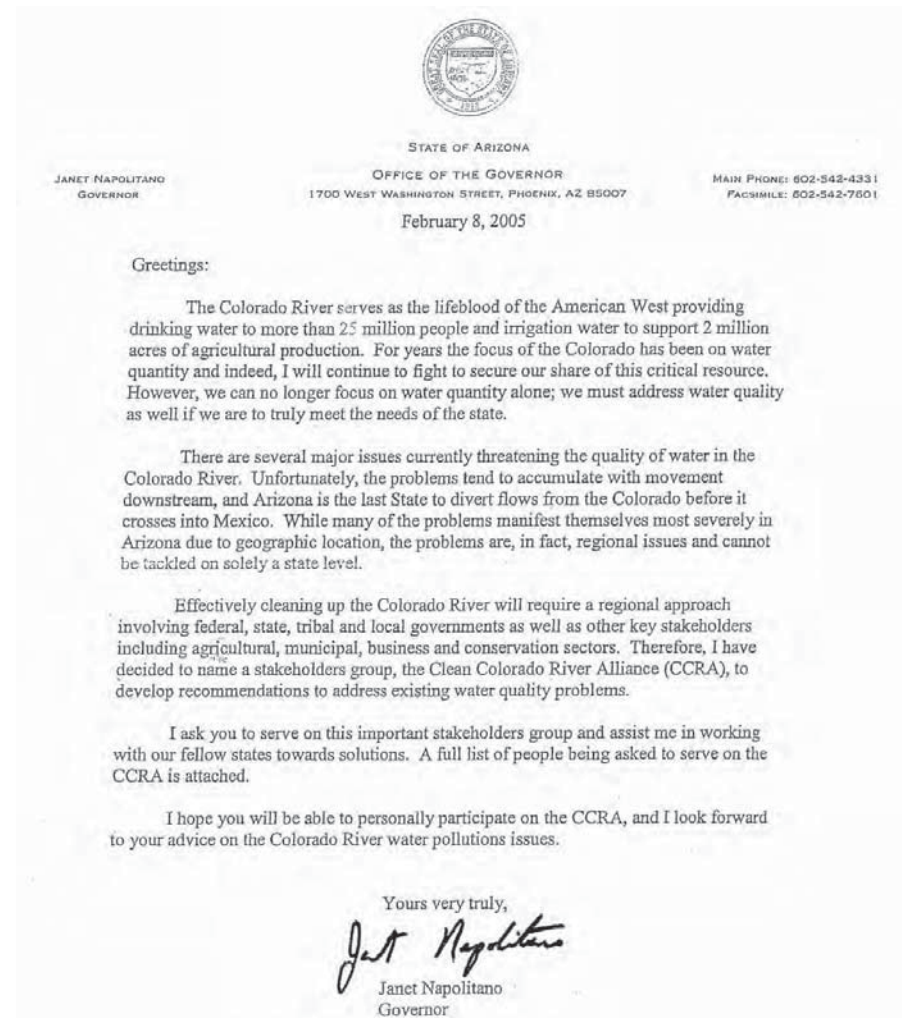 GREAT SEAL OF THE STATE OF ARIZONA
1912
STATE OF ARIZONA
JANET NAPOLITANO
GOVERNOR
OFFICE OF THE GOVERNOR
1700 WEST WASHINGTON STREET, PHOENIX, AZ 85007
MAIN PHONE: 602-542-4331
FACSIMILE: 602-542-7601
February 8, 2005
Greetings:
The Colorado River serves as the lifeblood of the American West providing
drinking water to more than 25 million people and irrigation water to support 2 million
acres of agricultural production. For years the focus of the Colorado has been on water
quantity and indeed, I will continue to fight to secure our share of this critical resource.
However, we can no longer focus on water quantity alone; we must address water quality
as well if we are to truly meet the needs of the state.
There are several major issues currently threatening the quality of water in the
Colorado River. Unfortunately, the problems tend to accumulate with movement
downstream, and Arizona is the last State to divert flows from the Colorado before it
crosses into Mexico. While many of the problems manifest themselves most severely in
Arizona due to geographic location, the problems are, in fact, regional issues and cannot
be tackled on solely a state level.
Effectively cleaning up the Colorado River will require a regional approach
involving federal, state, tribal and local governments as well as other key stakeholders
including agricultural, municipal, business and conservation sectors. Therefore, I have
decided to name a stakeholders group, the Clean Colorado River Alliance (CCRA), to
develop recommendations to address existing water quality problems.
I ask you to serve on this important stakeholders group and assist me in working
with our fellow states towards solutions. A full list of people being asked to serve on the
CCRA is attached.
I hope you will be able to personally participate on the CCRA, and I look forward
to your advice on the Colorado River water pollutions issues.
Yours very truly,
Janet Napolitano
Janet Napolitano
Governor